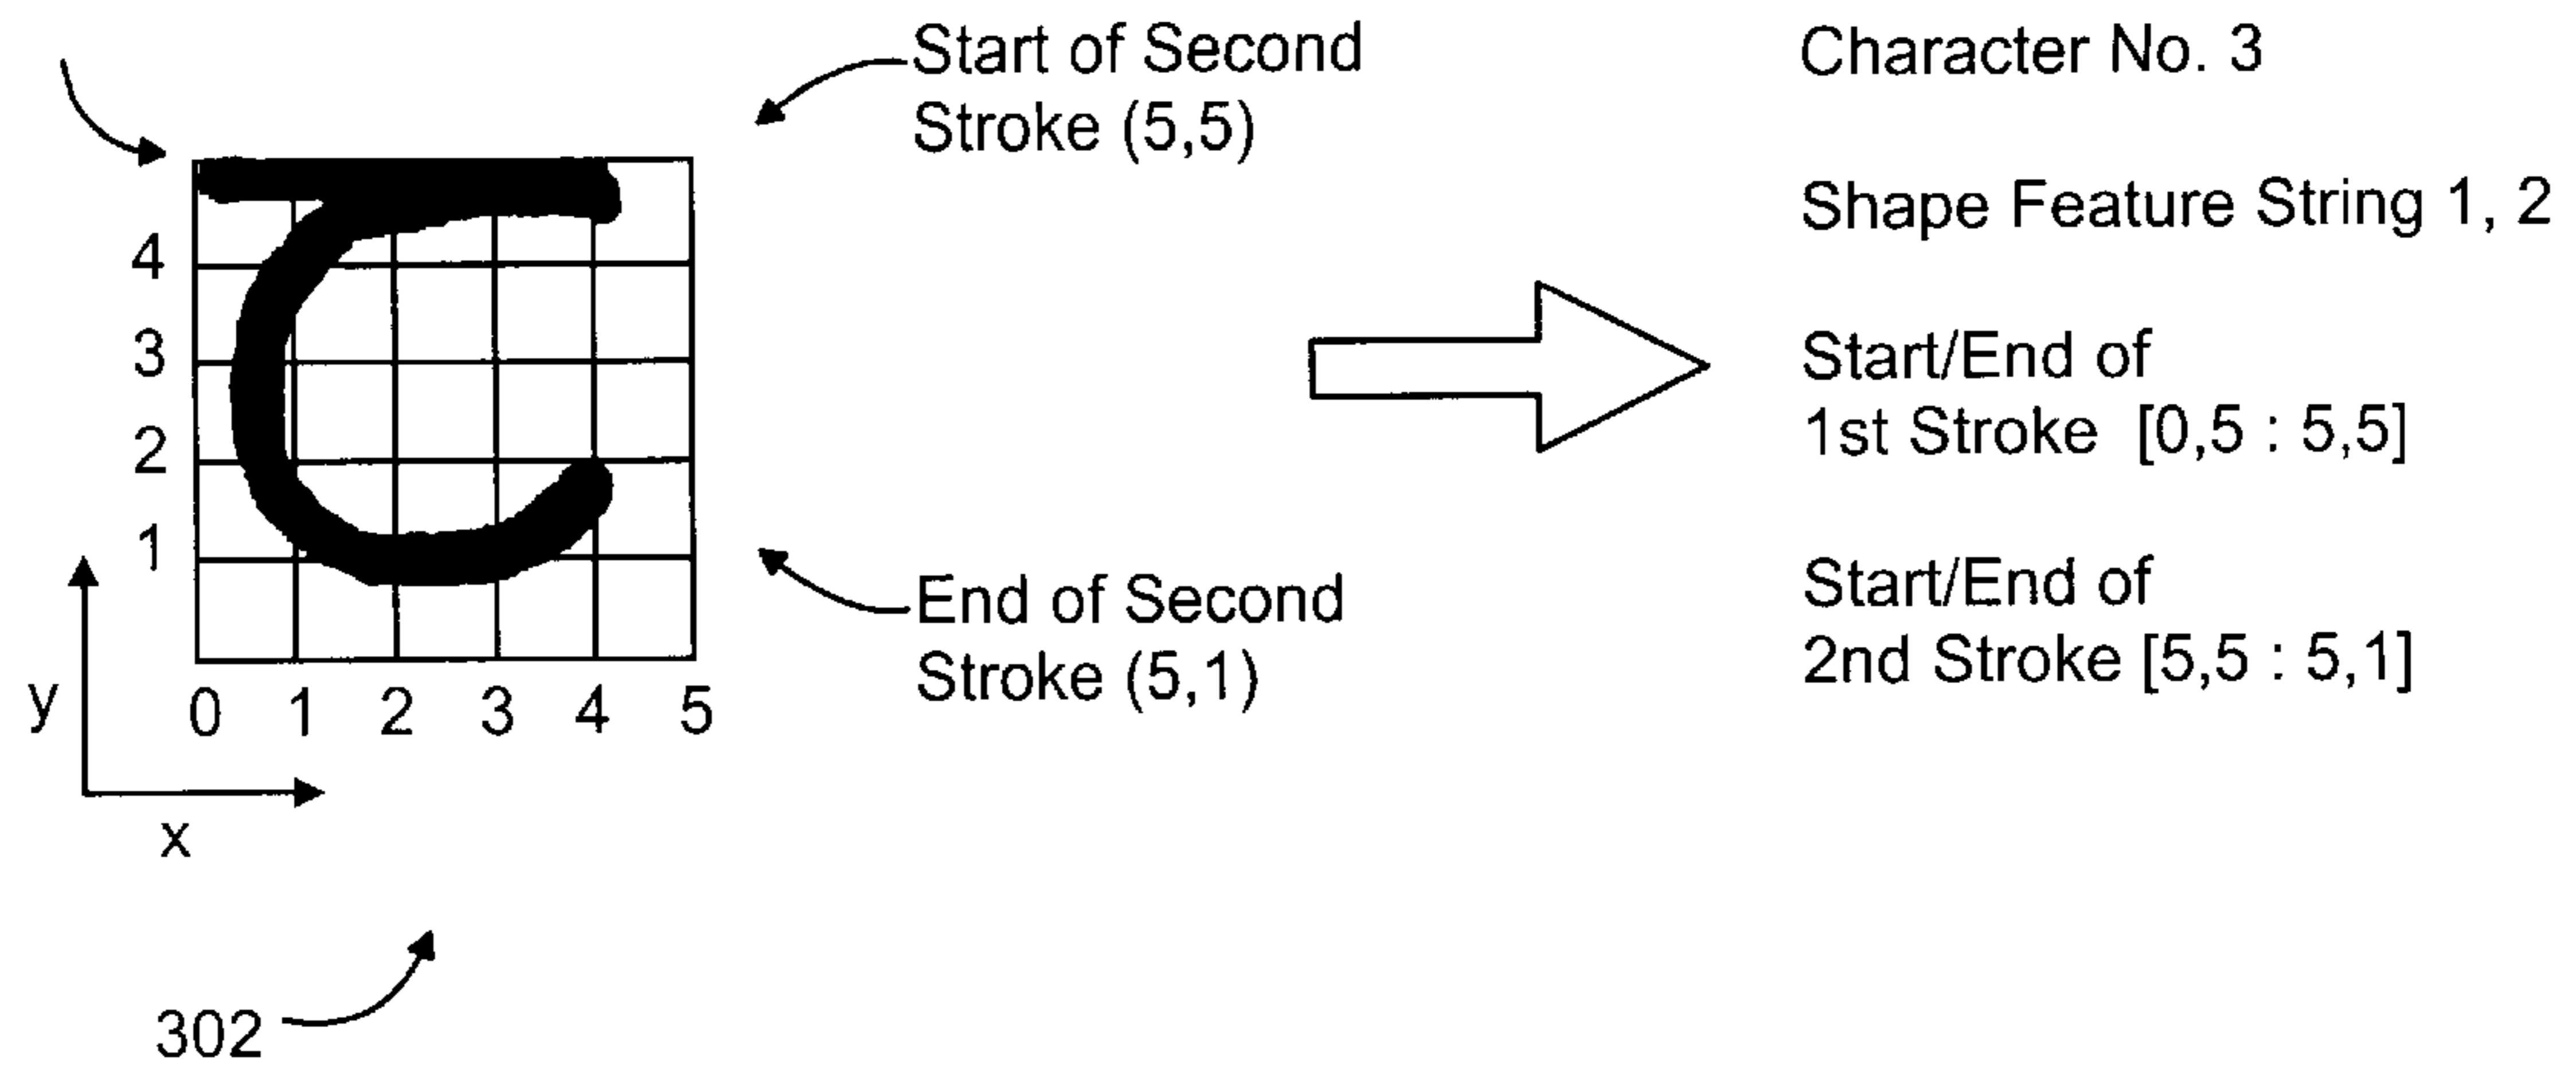 Start of Second
Stroke (5,5)
4
3
2
1
0 1 2 3 4 5
y
x
End of Second
Stroke (5,1)
302
Character No. 3
Shape Feature String 1, 2
Start/End of
1st Stroke [0,5 : 5,5]
Start/End of
2nd Stroke [5,5 : 5,1]